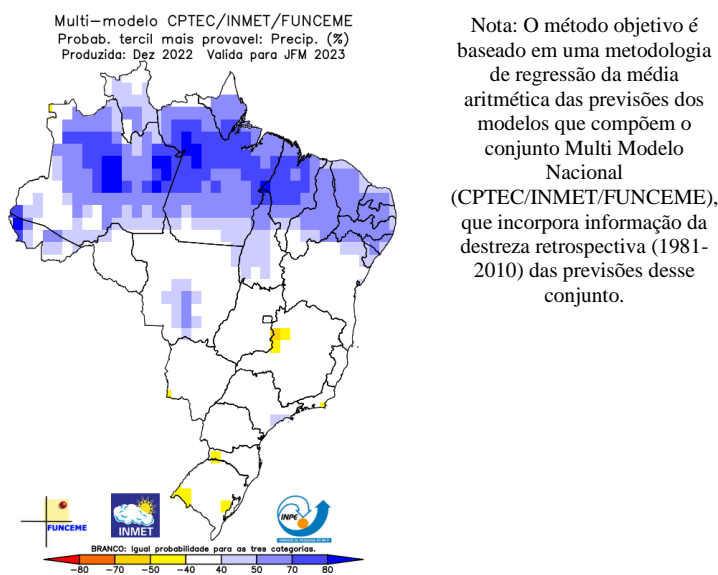 Multi-modelo CPTEC/INMET/FUNCEME
Probab. tercil mais provavel: Precip. (%)
Produzida: Dez 2022 Valida para JFM 2023
Nota: O método objetivo é
baseado em uma metodologia
de regressão da média
aritmética das previsões dos
modelos que compõem o
conjunto Multi Modelo
Nacional
(CPTEC/INMET/FUNCEME),
que incorpora informação da
destreza retrospectiva (1981-
2010) das previsões desse
conjunto.
FUNCEME
INMET
INPE
BRANCO: Igual probabilidade para as tres categorias.
-80 -70 -50 -40 40 50 70 80